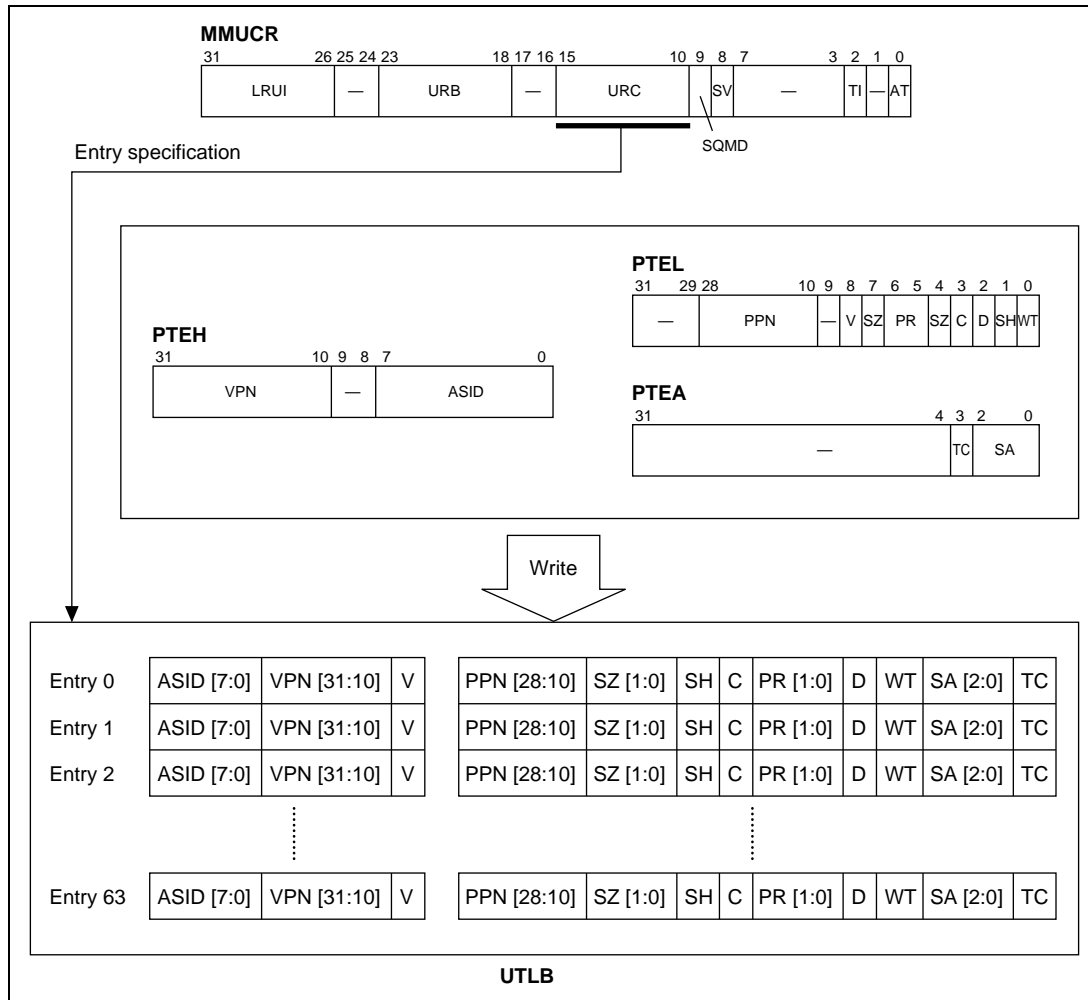 MMUCR
31 26 25 24 23 18 17 16 15 10 9 8 7 3 2 1 0
LRUI — URB — URC SV — TI — AT
SQMD
Entry specification
PTEL
31 29 28 10 9 8 7 6 5 4 3 2 1 0
— PPN — V SZ PR SZ C D SH WT
PTEH
31 10 9 8 7 0
VPN — ASID
PTEA
31 4 3 2 0
— TC SA
Write
Entry 0 ASID [7:0] VPN [31:10] V PPN [28:10] SZ [1:0] SH C PR [1:0] D WT SA [2:0] TC
Entry 1 ASID [7:0] VPN [31:10] V PPN [28:10] SZ [1:0] SH C PR [1:0] D WT SA [2:0] TC
Entry 2 ASID [7:0] VPN [31:10] V PPN [28:10] SZ [1:0] SH C PR [1:0] D WT SA [2:0] TC
Entry 63 ASID [7:0] VPN [31:10] V PPN [28:10] SZ [1:0] SH C PR [1:0] D WT SA [2:0] TC
UTLB